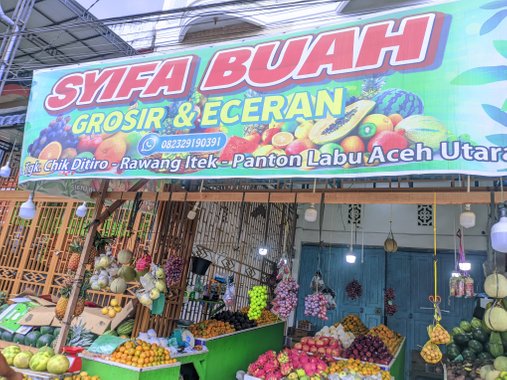 SYIFA BUAH
GROSIR & ECERAN
082329190391
Tgk. Chik Ditiro - Rawang Itek - Panton Labu Aceh Utara